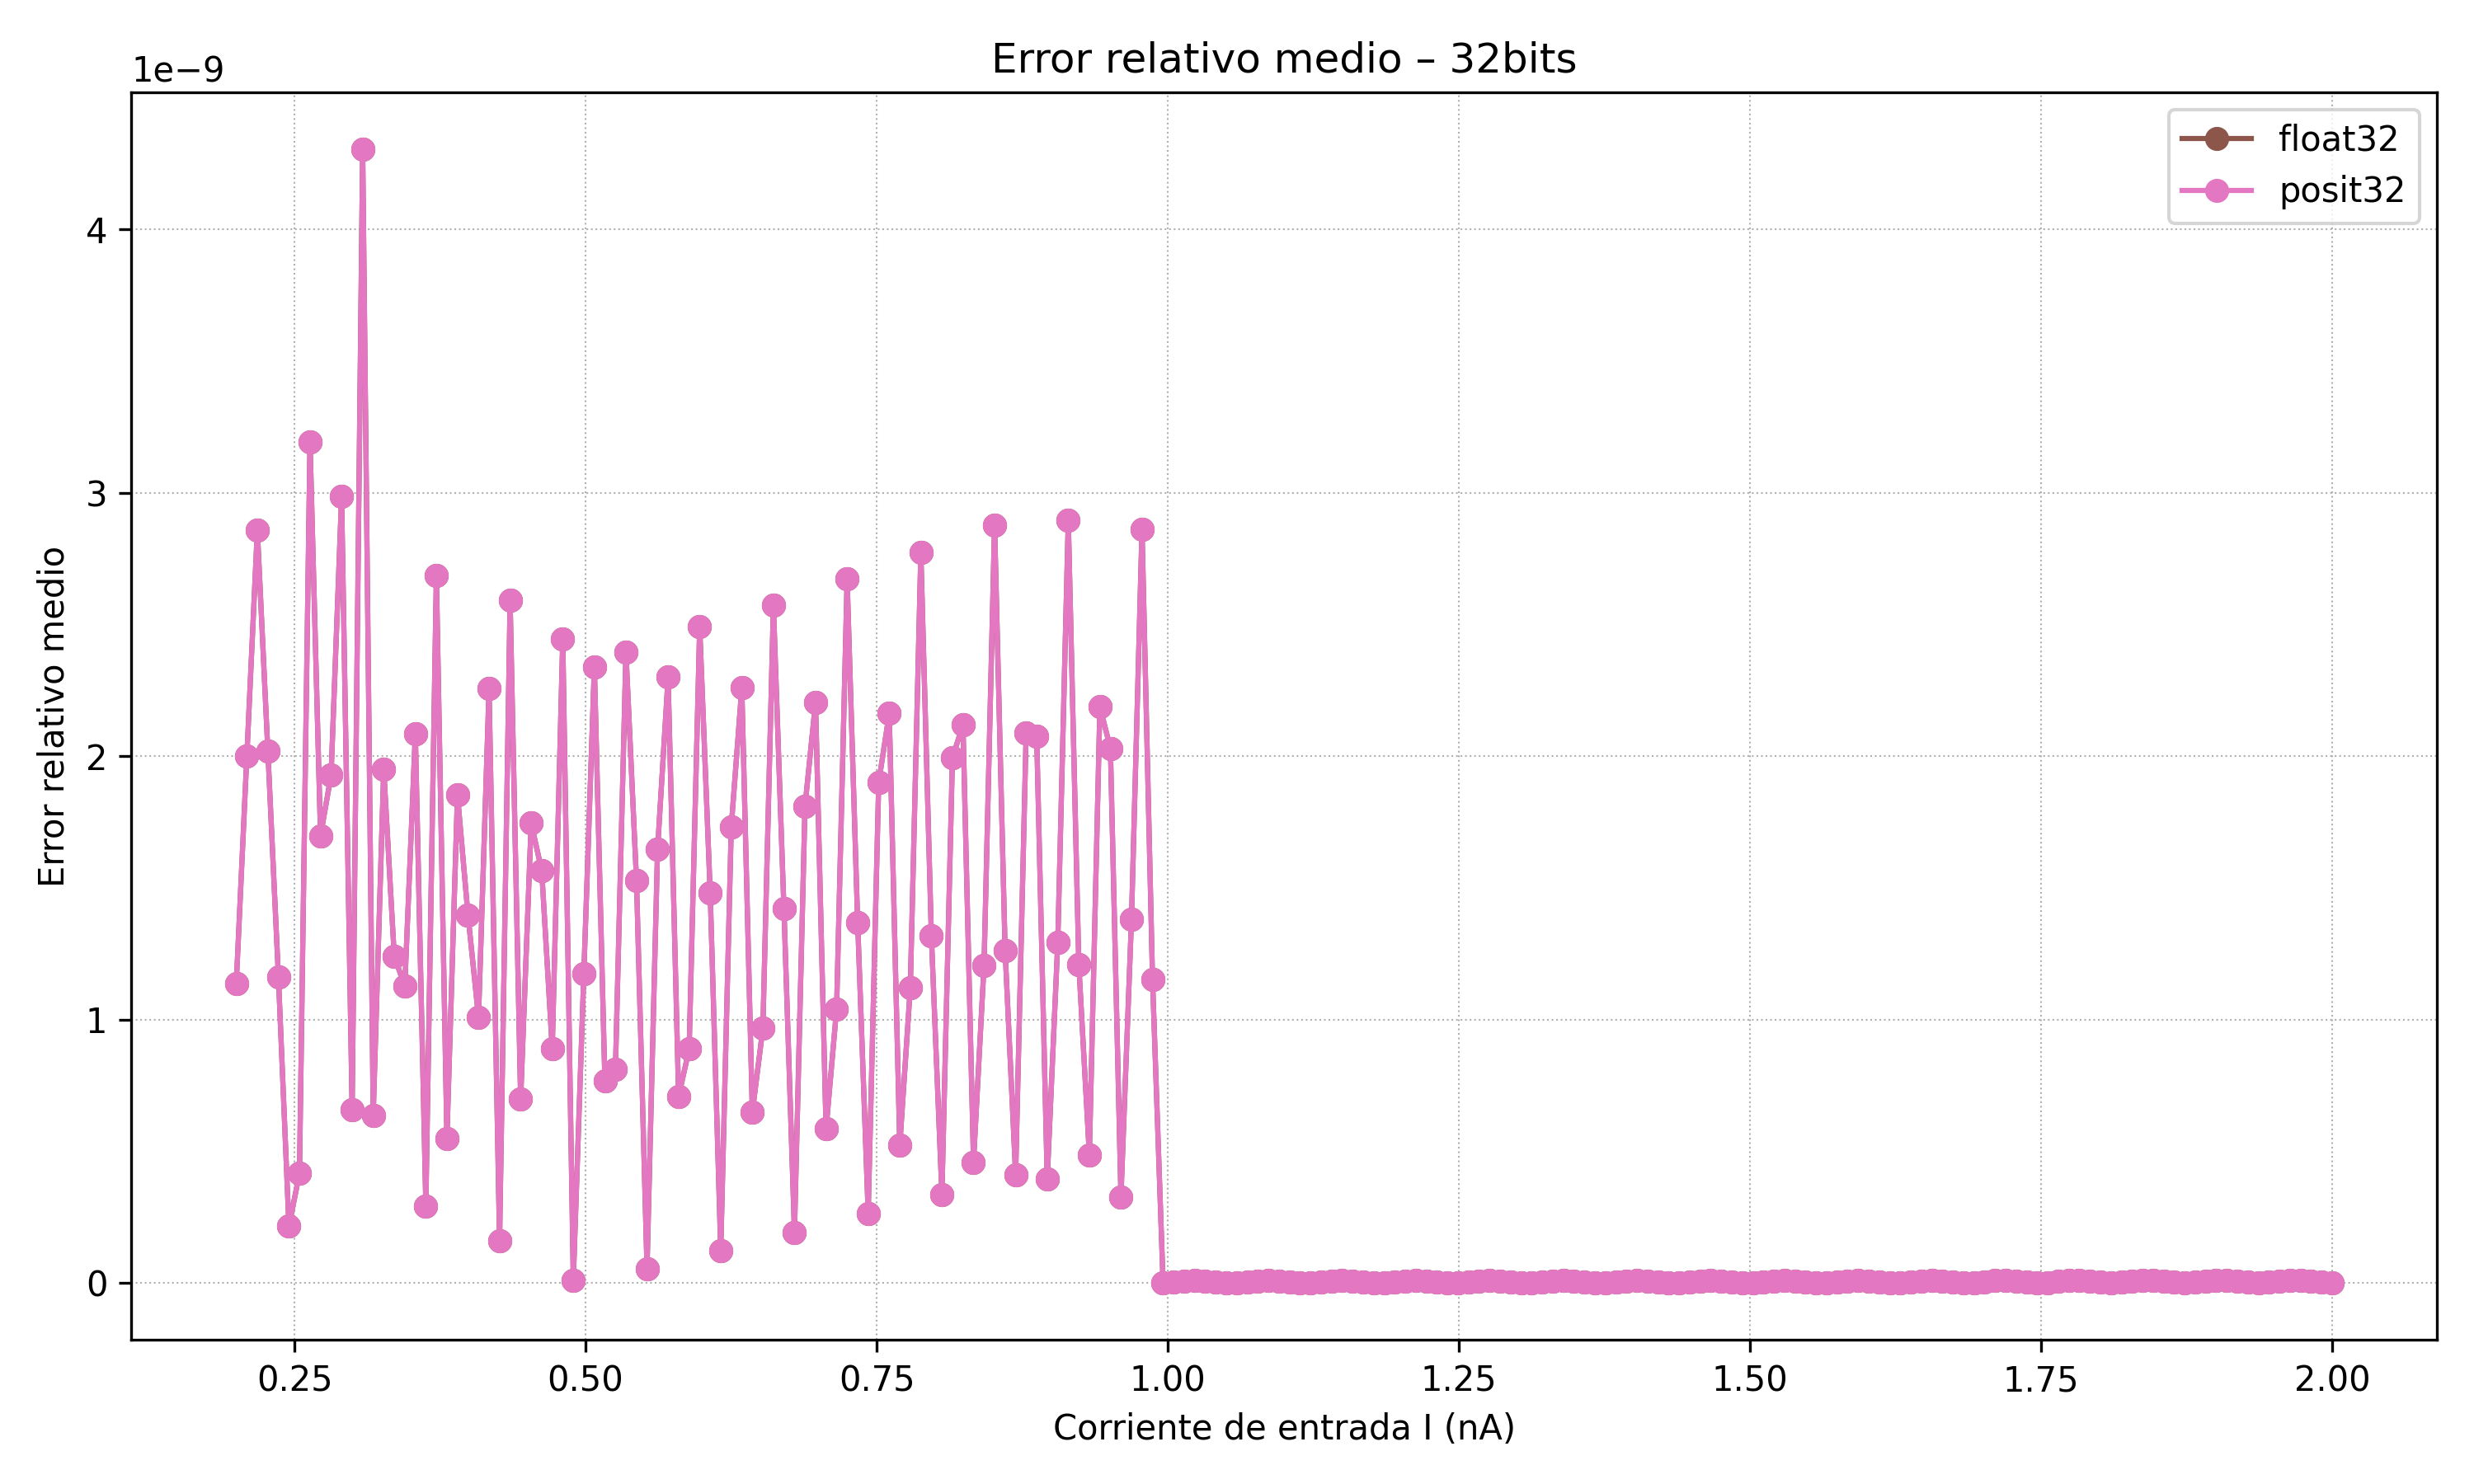 Error relativo medio – 32bits
1e−9
float32
posit32
4
3
2
1
0
Error relativo medio
0.25 0.50 0.75 1.00 1.25 1.50 1.75 2.00
Corriente de entrada I (nA)